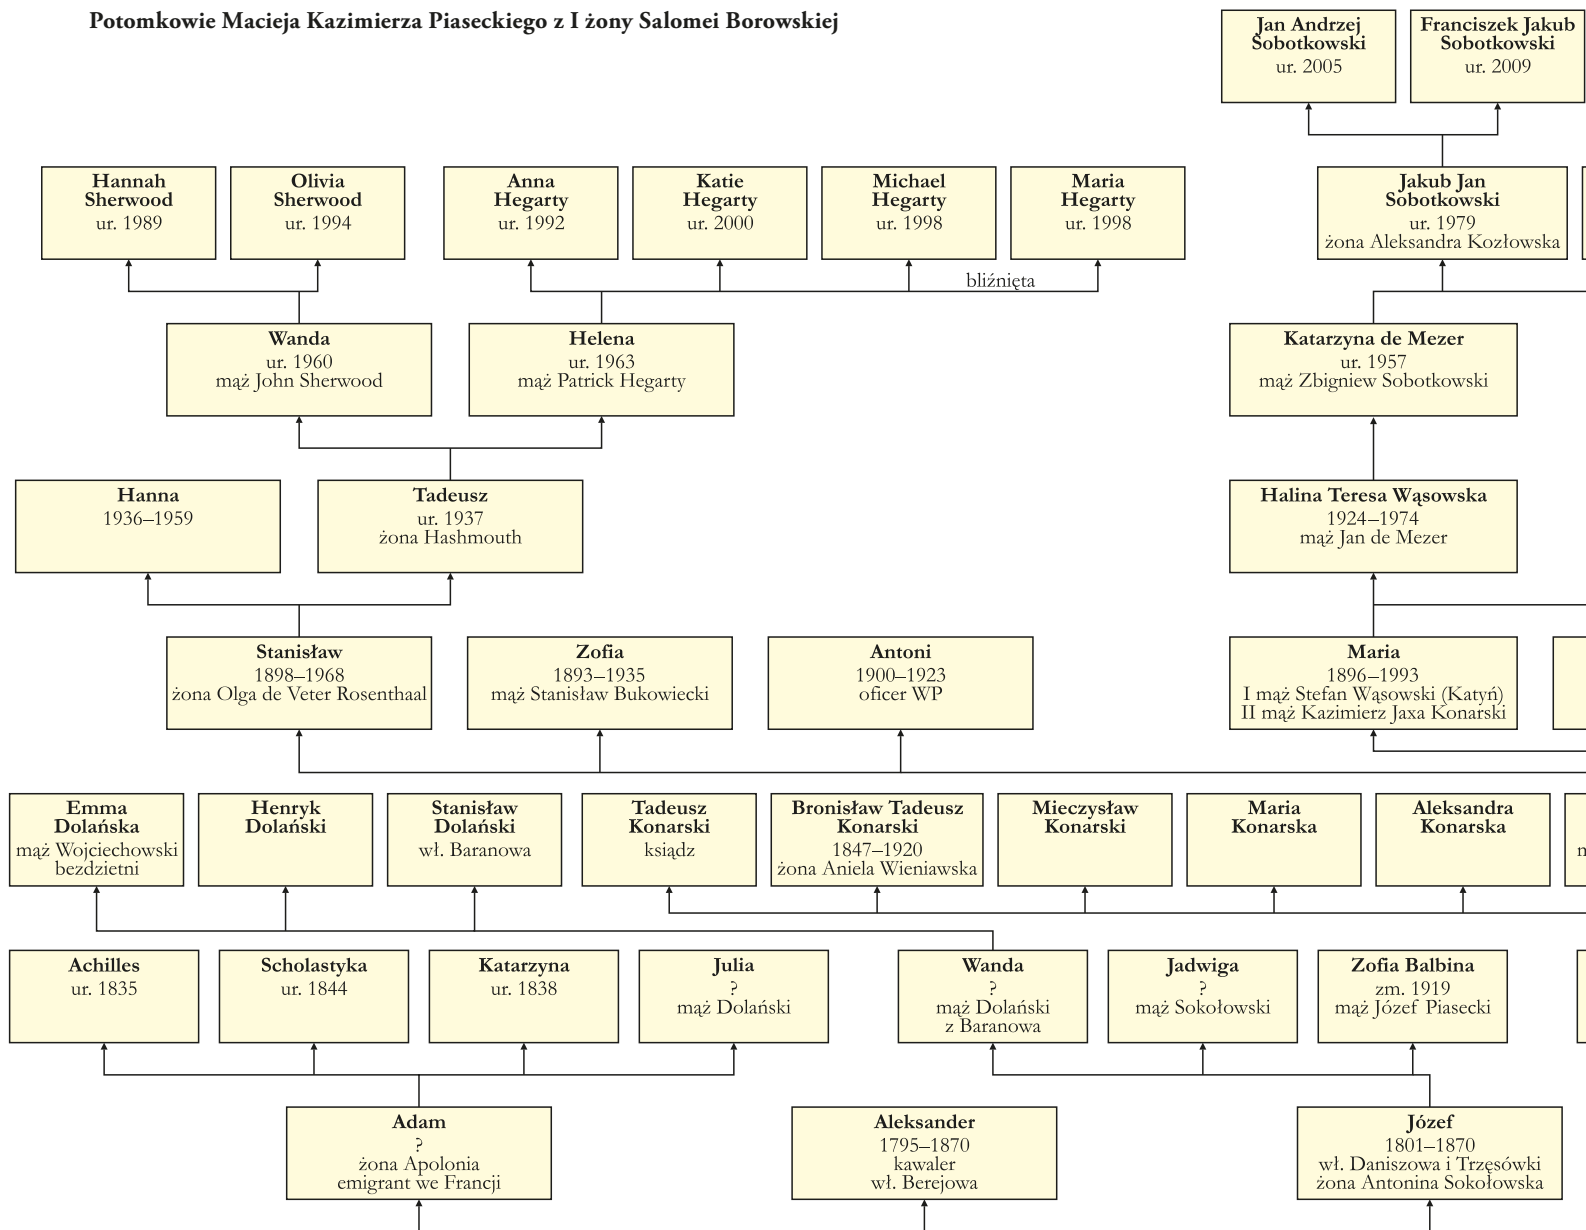 Potomkowie Macieja Kazimierza Piaseckiego z I żony Salomei Borowskiej
Jan Andrzej
Sobotkowski
ur. 2005
Franciszek Jakub
Sobotkowski
ur. 2009
Hannah
Sherwood
ur. 1989
Olivia
Sherwood
ur. 1994
Anna
Hegarty
ur. 1992
Katie
Hegarty
ur. 2000
Michael
Hegarty
ur. 1998
Maria
Hegarty
ur. 1998
Jakub Jan
Sobotkowski
ur. 1979
żona Aleksandra Kozłowska
bliźnięta
Wanda
ur. 1960
mąż John Sherwood
Helena
ur. 1963
mąż Patrick Hegarty
Katarzyna de Mezer
ur. 1957
mąż Zbigniew Sobotkowski
Hanna
1936–1959
Tadeusz
ur. 1937
żona Hashmouth
Halina Teresa Wąsowska
1924–1974
mąż Jan de Mezer
Stanisław
1898–1968
żona Olga de Veter Rosenthaal
Zofia
1893–1935
mąż Stanisław Bukowiecki
Antoni
1900–1923
oficer WP
Maria
1896–1993
I mąż Stefan Wąsowski (Katyń)
II mąż Kazimierz Jaxa Konarski
Emma
Dolańska
mąż Wojciechowski
bezdzietni
Henryk
Dolański
Stanisław
Dolański
wł. Baranowa
Tadeusz
Konarski
ksiądz
Bronisław Tadeusz
Konarski
1847–1920
żona Aniela Wieniawska
Mieczysław
Konarski
Maria
Konarska
Aleksandra
Konarska
Achilles
ur. 1835
Scholastyka
ur. 1844
Katarzyna
ur. 1838
Julia
?
mąż Dolański
Wanda
?
mąż Dolański
z Baranowa
Jadwiga
?
mąż Sokołowski
Zofia Balbina
zm. 1919
mąż Józef Piasecki
Adam
?
żona Apolonia
emigrant we Francji
Aleksander
1795–1870
kawaler
wł. Berejowa
Józef
1801–1870
wł. Daniszowa i Trzęsówki
żona Antonina Sokołowska